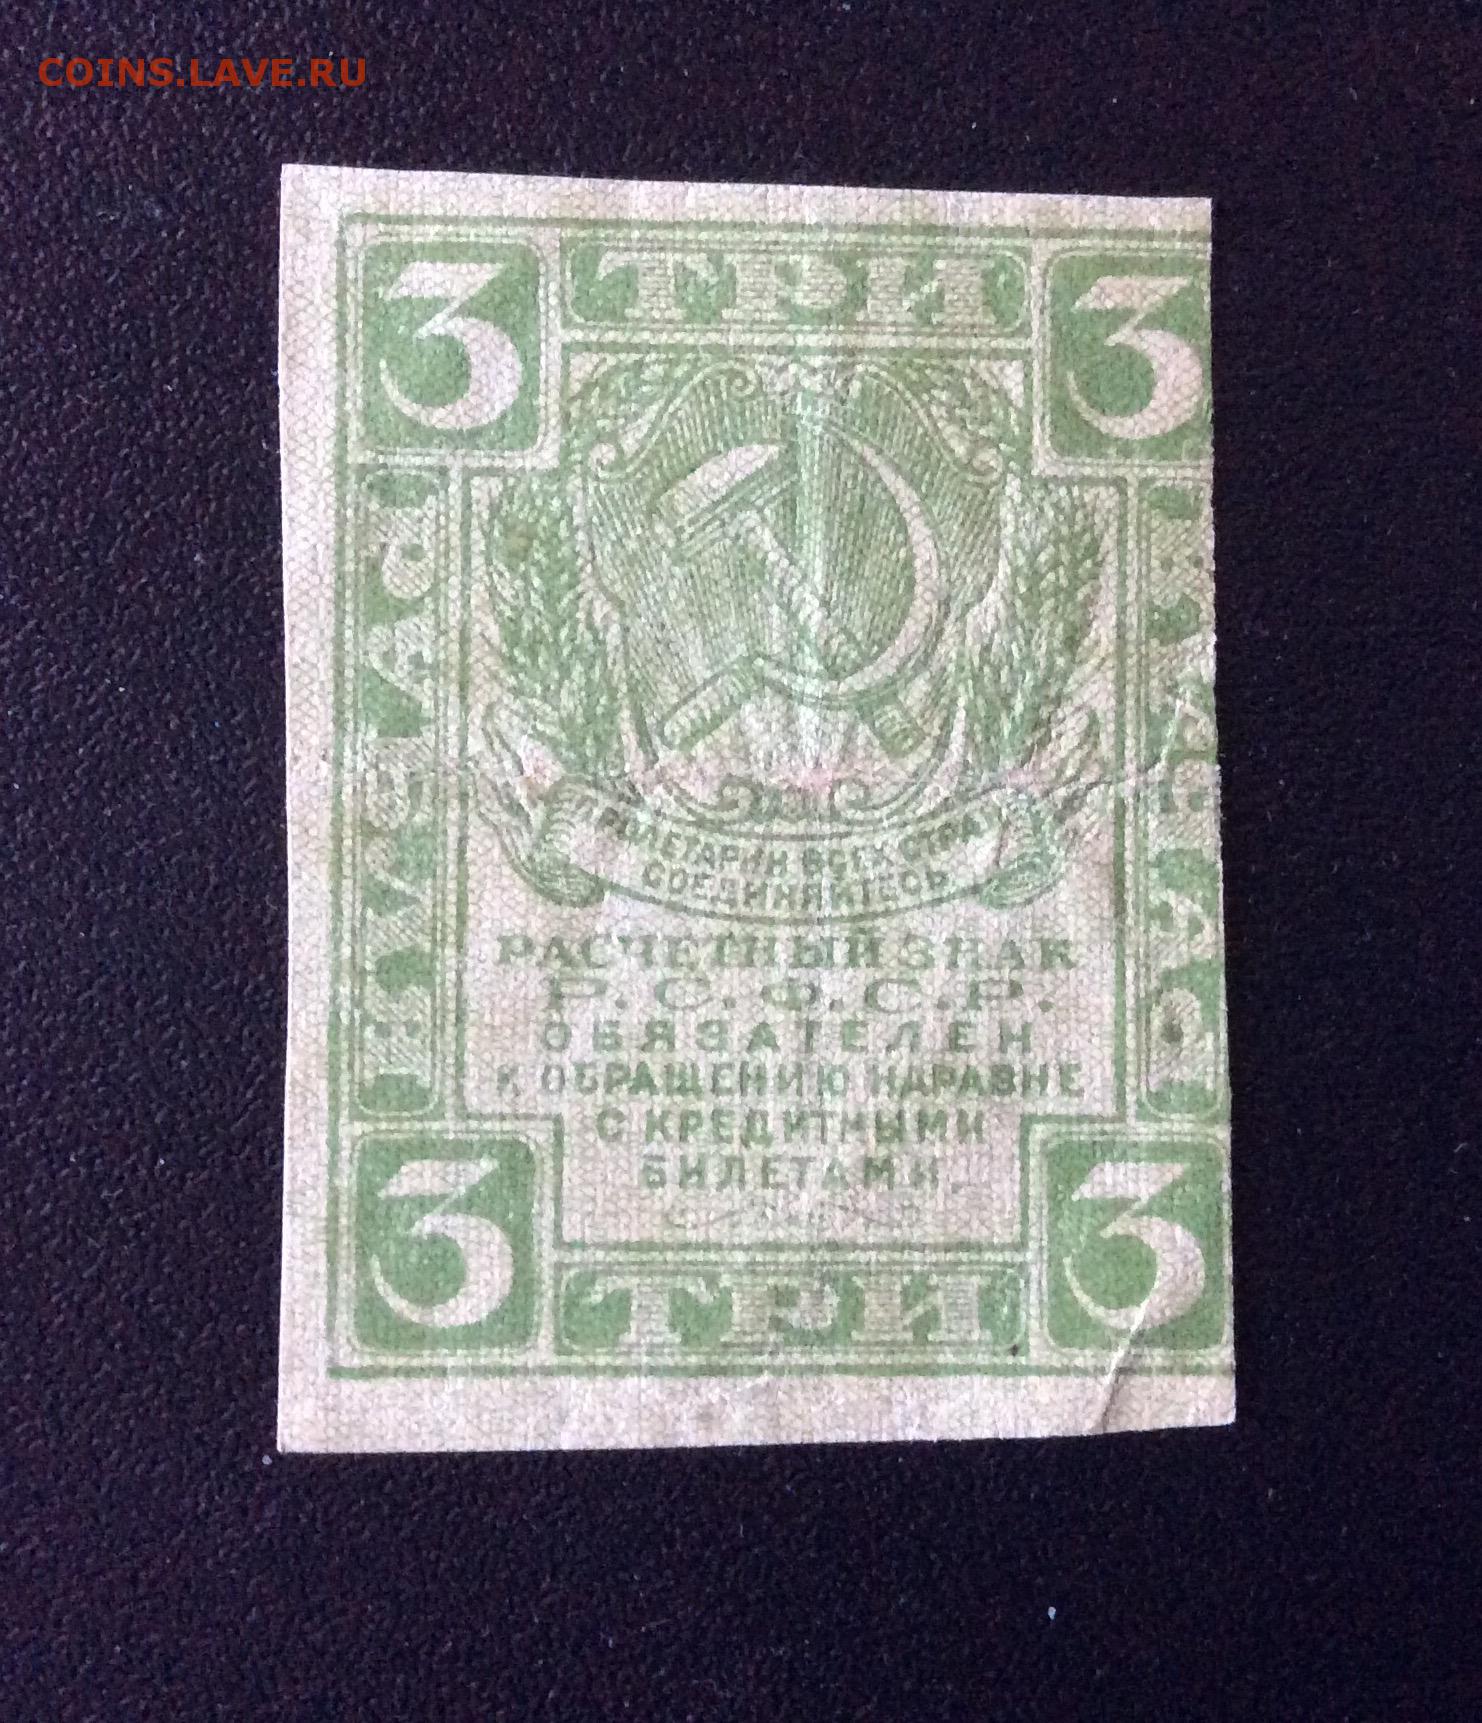 COINS.LAVE.RU
3 ТРИ 3
ПРОЛЕТАРИИ ВСЕХ СТРАН
СОЕДИНЯЙТЕСЬ
РАСЧЕТНЫЙ ЗНАК
Р.С.Ф.С.Р.
ОБЯЗАТЕЛЕН
К ОБРАЩЕНИЮ НАРАВНЕ
С КРЕДИТНЫМИ
БИЛЕТАМИ.
3 ТРИ 3